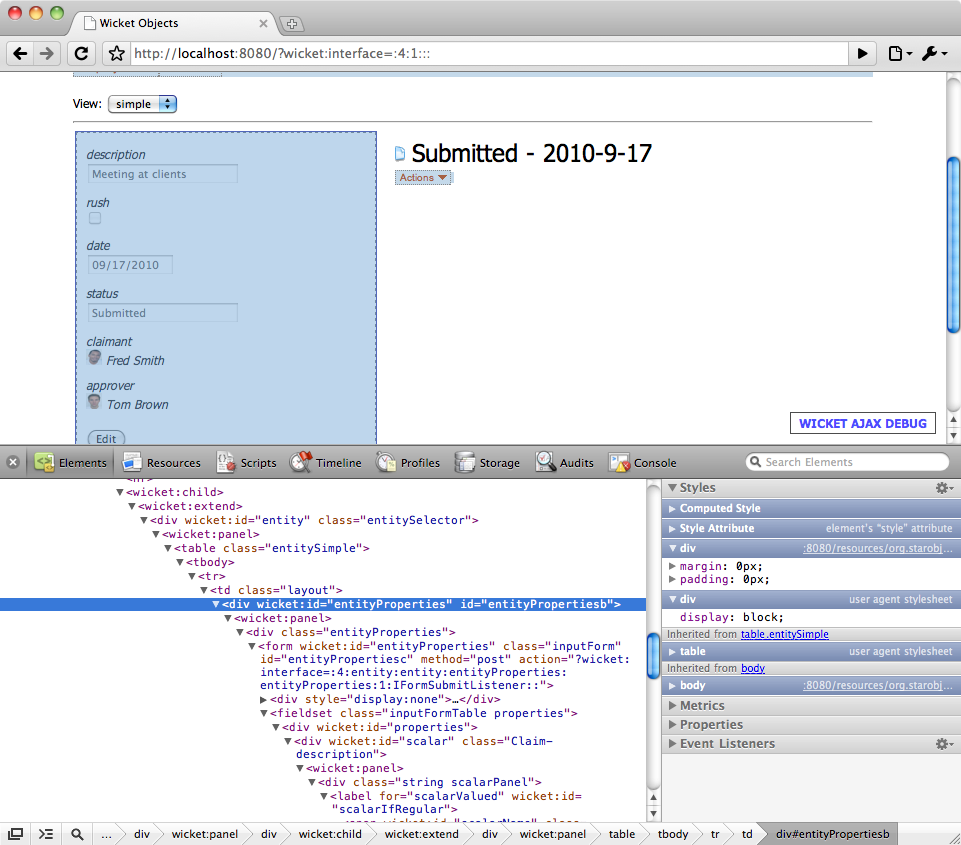 Wicket Objects
http://localhost:8080/?wicket:interface=:4:1:::
View: simple
description
Meeting at clients
rush
date
09/17/2010
status
Submitted
claimant
Fred Smith
approver
Tom Brown
Edit
Submitted - 2010-9-17
Actions
WICKET AJAX DEBUG
Elements Resources Scripts Timeline Profiles Storage Audits Console Search Elements
<wicket:child>
<wicket:extend>
<div wicket:id="entity" class="entitySelector">
<wicket:panel>
<table class="entitySimple">
<tbody>
<tr>
<td class="layout">
<div wicket:id="entityProperties" id="entityPropertiesb">
<wicket:panel>
<div class="entityProperties">
<form wicket:id="entityProperties" class="inputForm"
id="entityPropertiesc" method="post" action="?wicket:
interface=:4:entity:entity:entityProperties:
entityProperties:1:IFormSubmitListener::">
<div style="display:none">…</div>
<fieldset class="inputFormTable properties">
<div wicket:id="properties">
<div wicket:id="scalar" class="Claim-
description">
<wicket:panel>
<div class="string scalarPanel">
<label for="scalarValued" wicket:id=
"scalarIfRegular">
Styles
Computed Style
Style Attribute element's "style" attribute
div :8080/resources/org.starobj...
margin: 0px;
padding: 0px;
div user agent stylesheet
display: block;
Inherited from table.entitySimple
table user agent stylesheet
Inherited from body
body :8080/resources/org.starobj...
Metrics
Properties
Event Listeners
... div wicket:panel div wicket:child wicket:extend div wicket:panel table tbody tr td div#entityPropertiesb